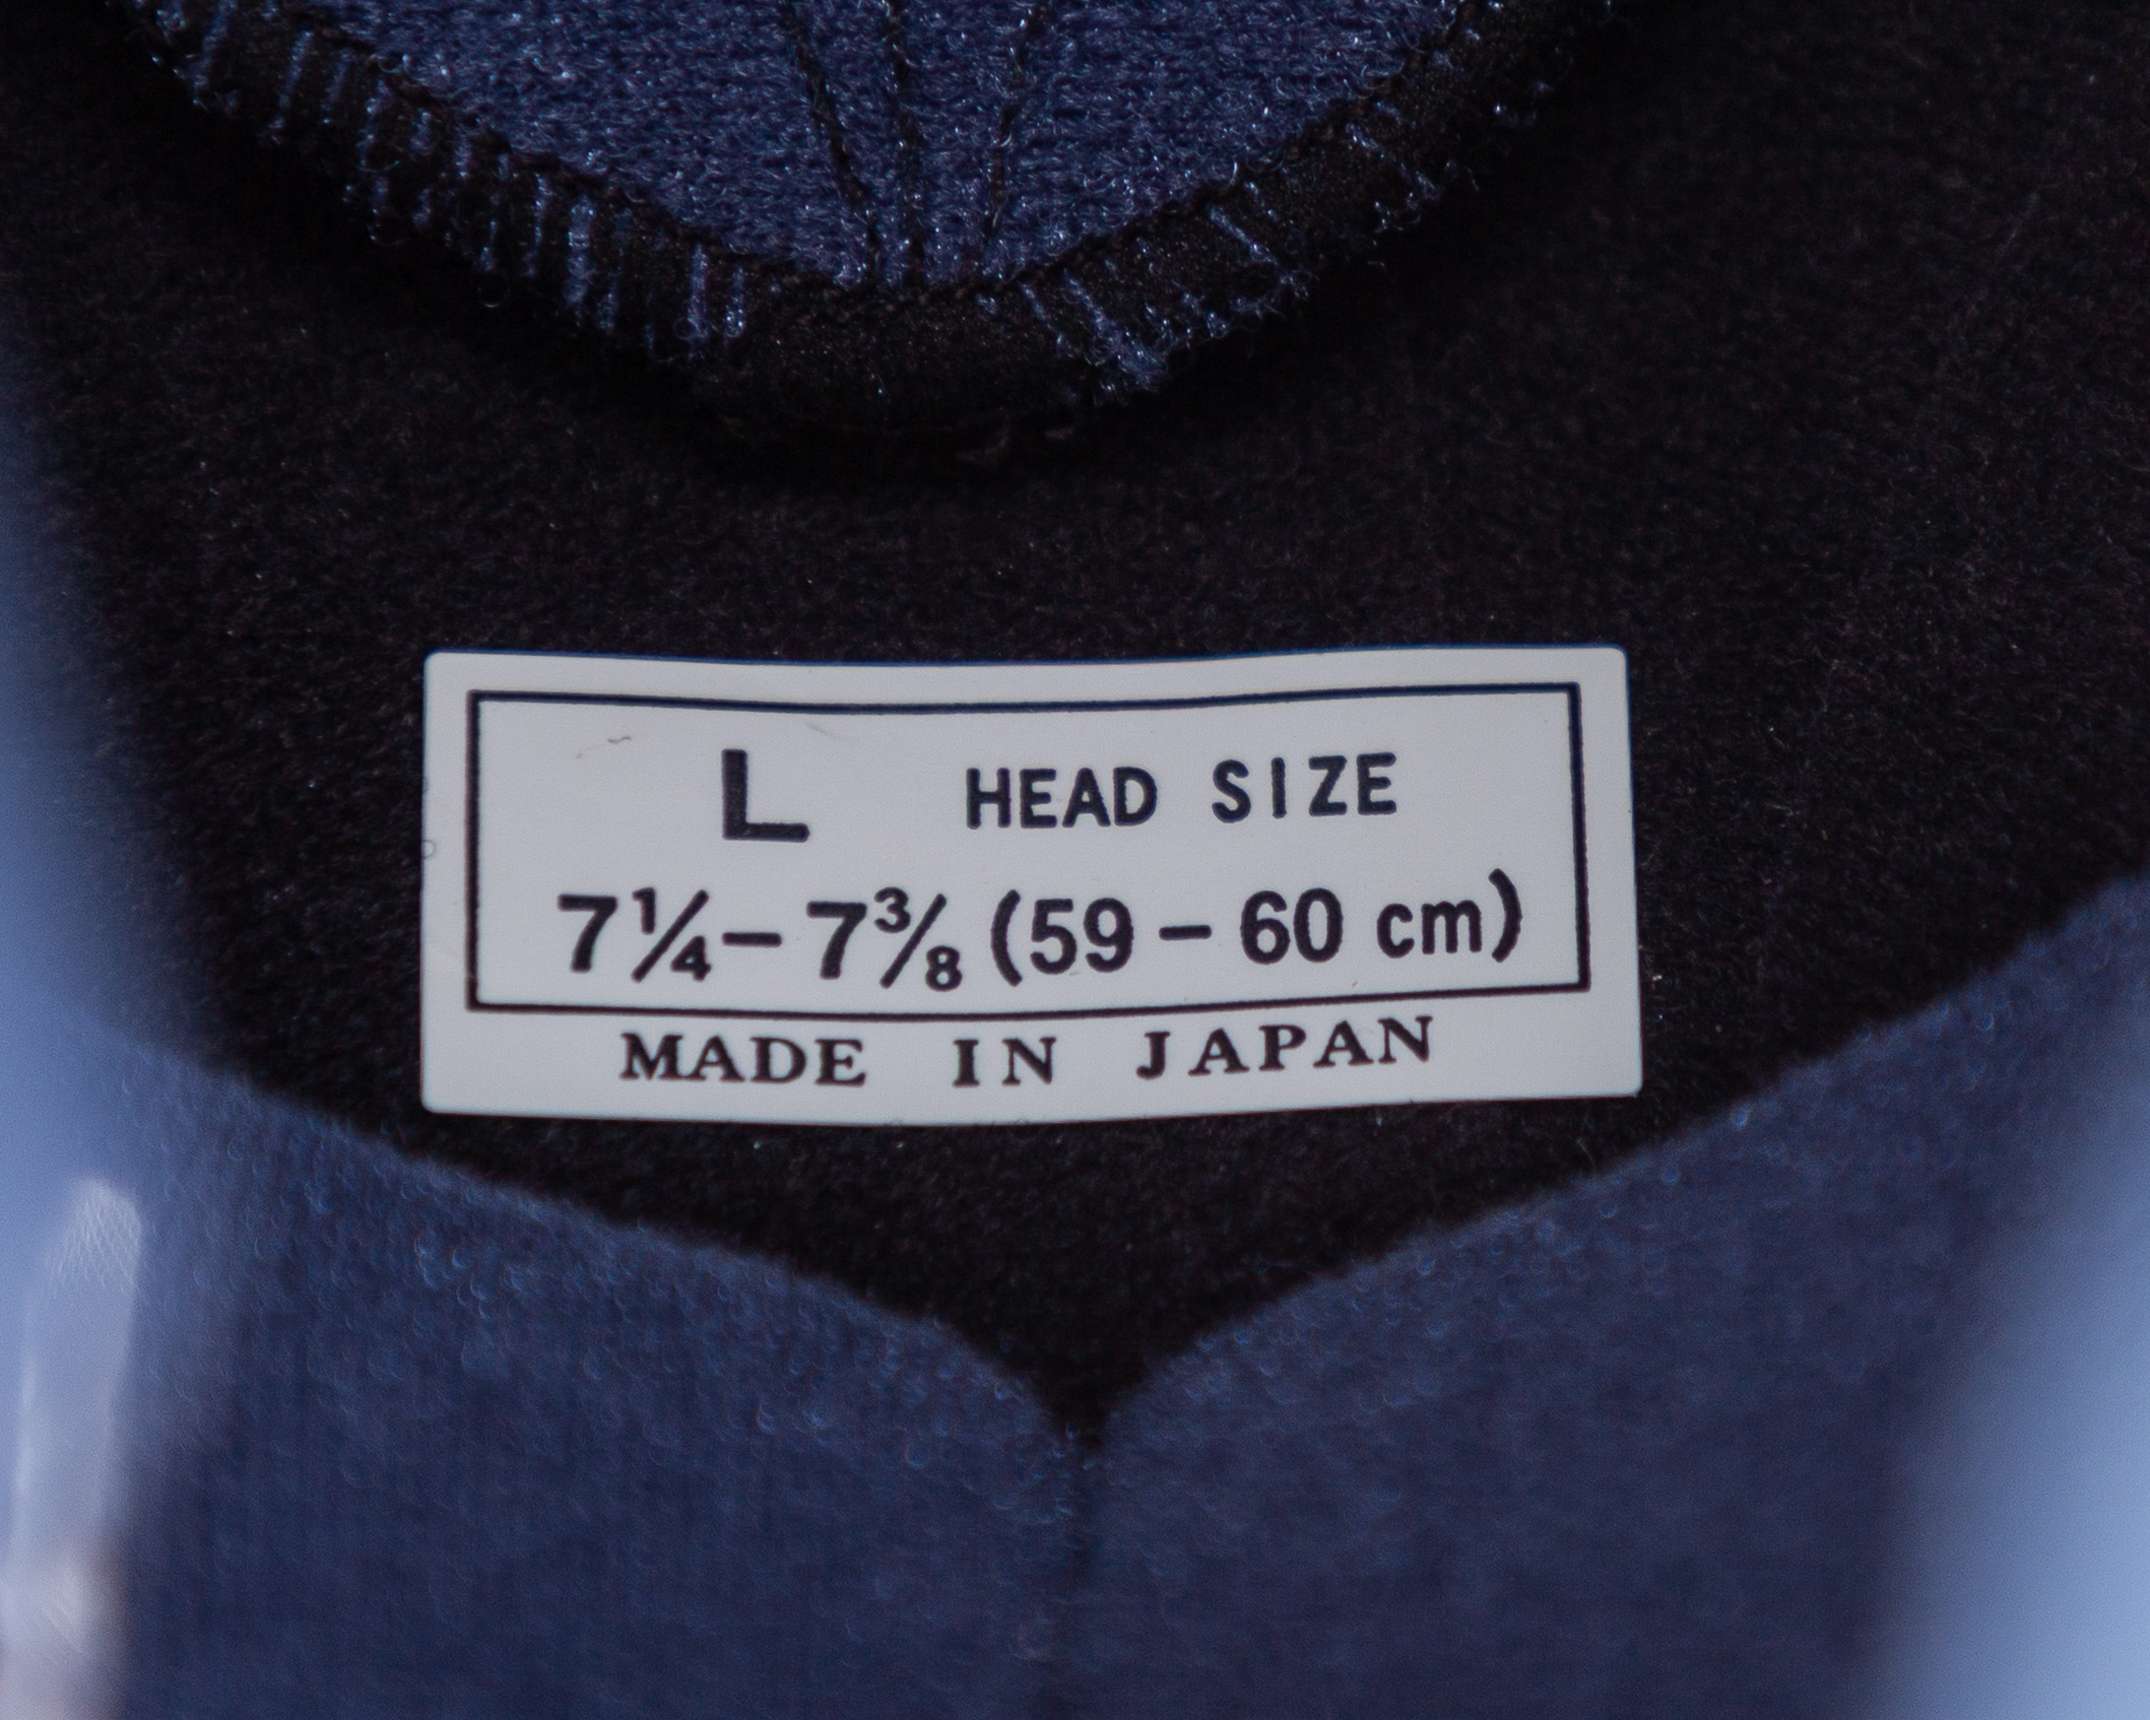 L HEAD SIZE
7¼–7⅜ (59–60 cm)
MADE IN JAPAN